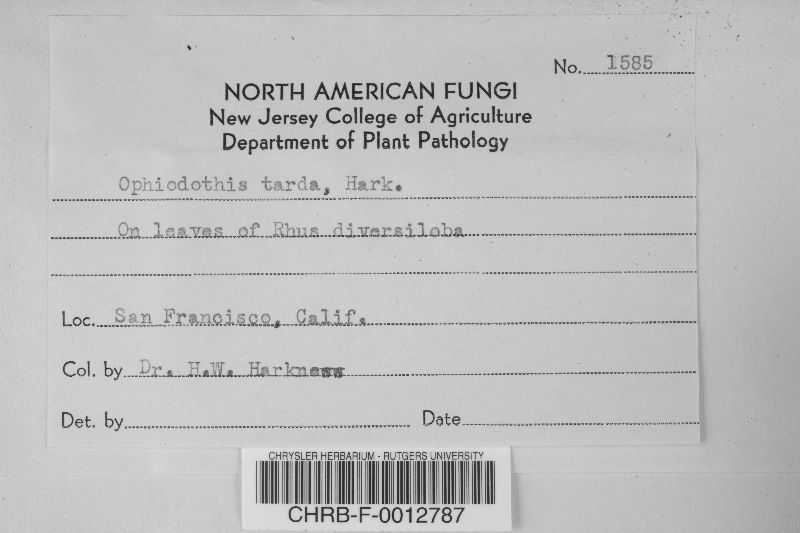 No. 1585
NORTH AMERICAN FUNGI
New Jersey College of Agriculture
Department of Plant Pathology
Ophiodothis tarda, Hark.
On leaves of Rhus diversiloba
Loc. San Francisco, Calif.
Col. by Dr. H.W. Harkness
Det. by
Date
CHRYSLER HERBARIUM - RUTGERS UNIVERSITY
CHRB-F-0012787